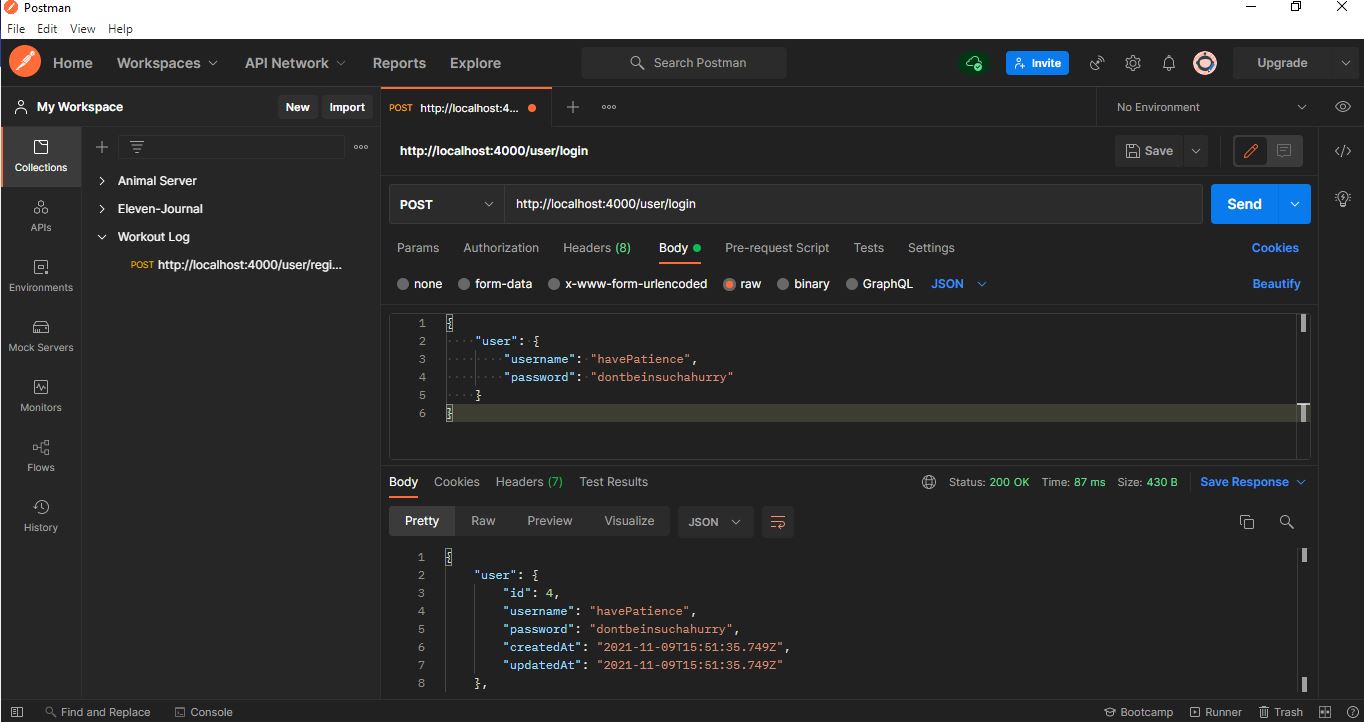 Postman
File Edit View Help
Home Workspaces API Network Reports Explore Search Postman Invite Upgrade
My Workspace New Import POST http://localhost:4... No Environment
Collections
APIs
Environments
Mock Servers
Monitors
Flows
History
Animal Server
Eleven-Journal
Workout Log
POST http://localhost:4000/user/regi...
http://localhost:4000/user/login Save
POST http://localhost:4000/user/login Send
Params Authorization Headers (8) Body Pre-request Script Tests Settings Cookies
none form-data x-www-form-urlencoded raw binary GraphQL JSON Beautify
1 {
2 "user": {
3 "username": "havePatience",
4 "password": "dontbeinsuchahurry"
5 }
6 }
Body Cookies Headers (7) Test Results Status: 200 OK Time: 87 ms Size: 430 B Save Response
Pretty Raw Preview Visualize JSON
1 {
2 "user": {
3 "id": 4,
4 "username": "havePatience",
5 "password": "dontbeinsuchahurry",
6 "createdAt": "2021-11-09T15:51:35.749Z",
7 "updatedAt": "2021-11-09T15:51:35.749Z"
8 },
Find and Replace Console Bootcamp Runner Trash